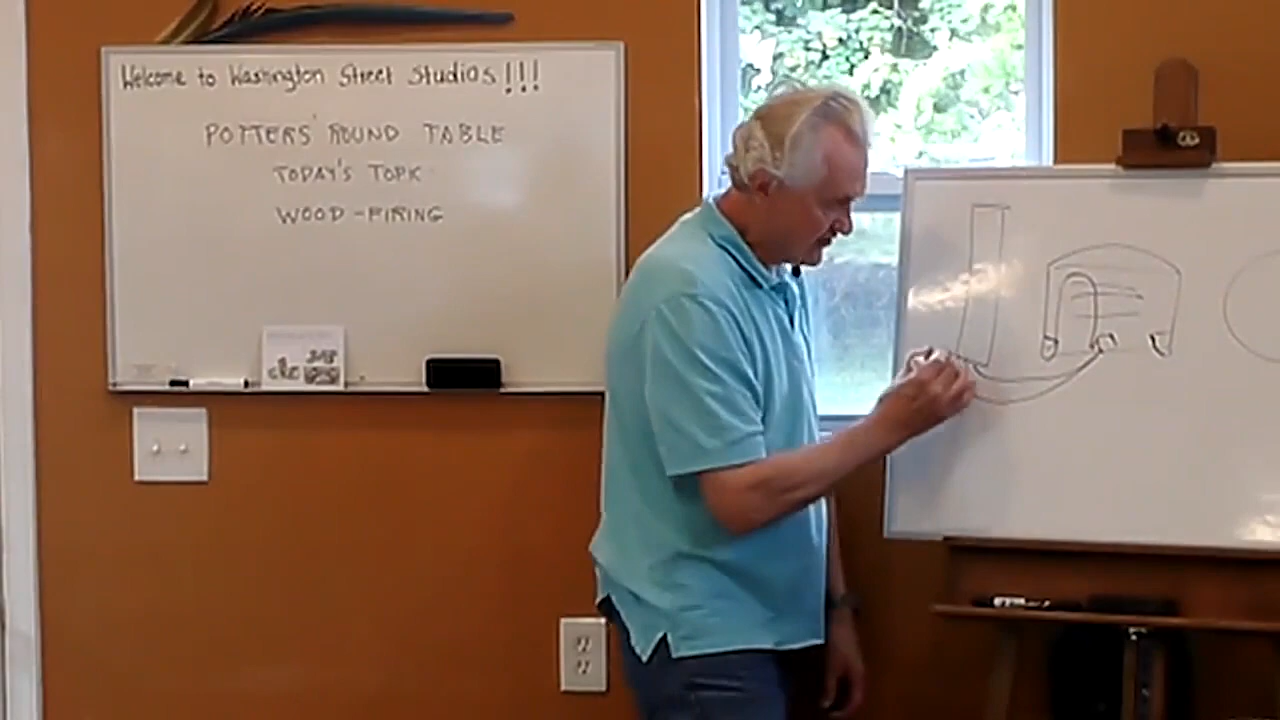 Welcome to Washington Street Studios!!!
POTTERS ROUND TABLE
TODAY'S TOPIC
WOOD-FIRING